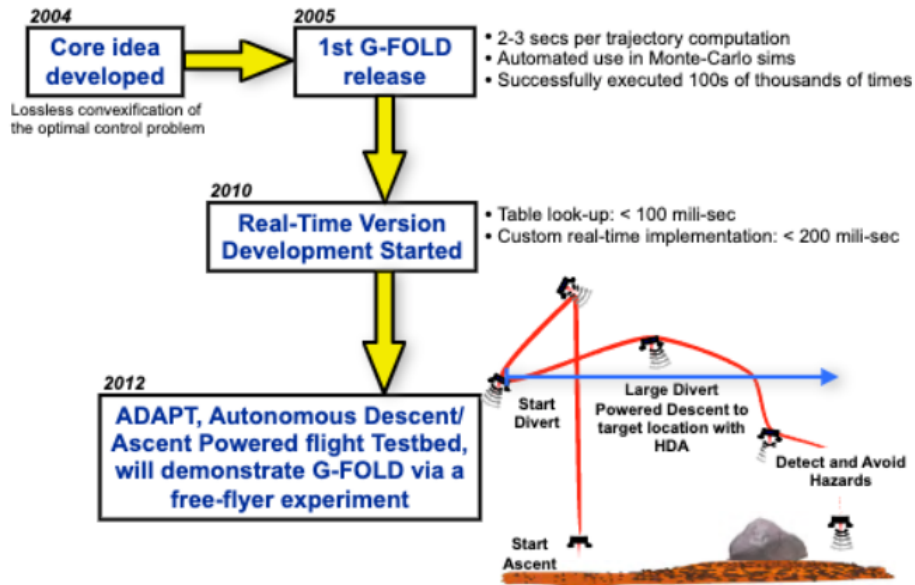 2004
Core idea
developed
Lossless convexification of
the optimal control problem
2005
1st G-FOLD
release
• 2-3 secs per trajectory computation
• Automated use in Monte-Carlo sims
• Successfully executed 100s of thousands of times
2010
Real-Time Version
Development Started
• Table look-up: < 100 mili-sec
• Custom real-time implementation: < 200 mili-sec
2012
ADAPT, Autonomous Descent/
Ascent Powered flight Testbed,
will demonstrate G-FOLD via a
free-flyer experiment
Start
Divert
Large Divert
Powered Descent to
target location with
HDA
Detect and Avoid
Hazards
Start
Ascent